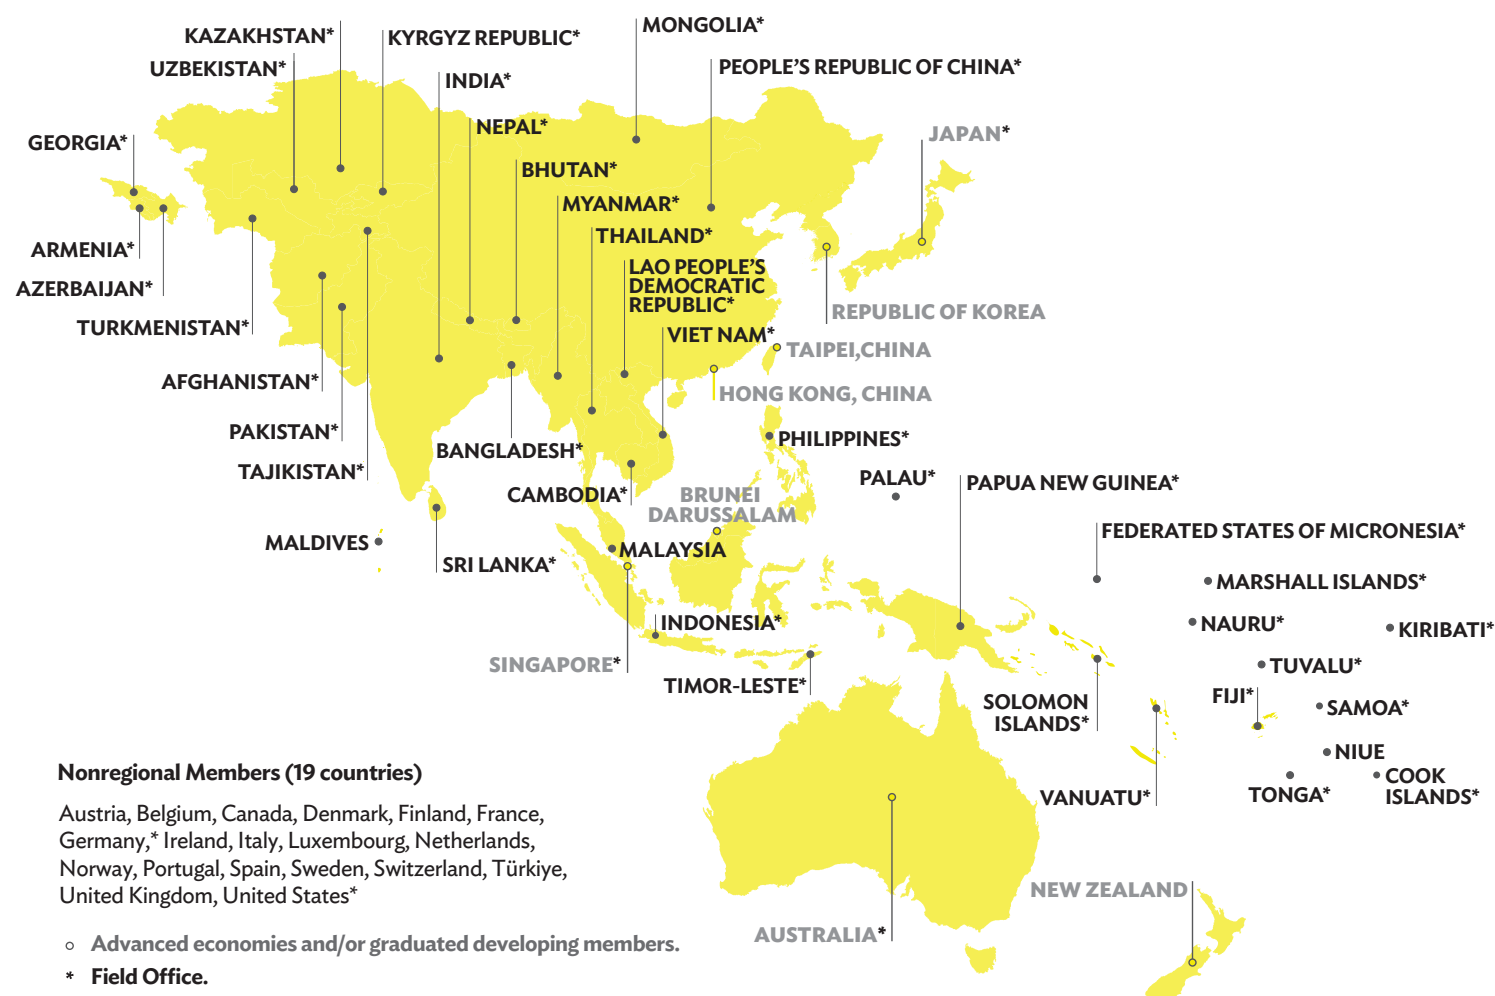 KAZAKHSTAN*
KYRGYZ REPUBLIC*
MONGOLIA*
UZBEKISTAN*
INDIA*
PEOPLE'S REPUBLIC OF CHINA*
NEPAL*
JAPAN*
GEORGIA*
BHUTAN*
MYANMAR*
THAILAND*
ARMENIA*
LAO PEOPLE'S
DEMOCRATIC
REPUBLIC*
AZERBAIJAN*
REPUBLIC OF KOREA
TURKMENISTAN*
VIET NAM*
TAIPEI,CHINA
AFGHANISTAN*
HONG KONG, CHINA
PAKISTAN*
PHILIPPINES*
BANGLADESH*
TAJIKISTAN*
PALAU*
PAPUA NEW GUINEA*
CAMBODIA*
BRUNEI
DARUSSALAM
FEDERATED STATES OF MICRONESIA*
MALDIVES
MALAYSIA
SRI LANKA*
MARSHALL ISLANDS*
INDONESIA*
NAURU*
KIRIBATI*
SINGAPORE*
TUVALU*
TIMOR-LESTE*
SOLOMON
ISLANDS*
FIJI*
SAMOA*
NIUE
VANUATU*
TONGA*
COOK
ISLANDS*
Nonregional Members (19 countries)
Austria, Belgium, Canada, Denmark, Finland, France,
Germany,* Ireland, Italy, Luxembourg, Netherlands,
Norway, Portugal, Spain, Sweden, Switzerland, Türkiye,
United Kingdom, United States*
NEW ZEALAND
AUSTRALIA*
Advanced economies and/or graduated developing members.
* Field Office.